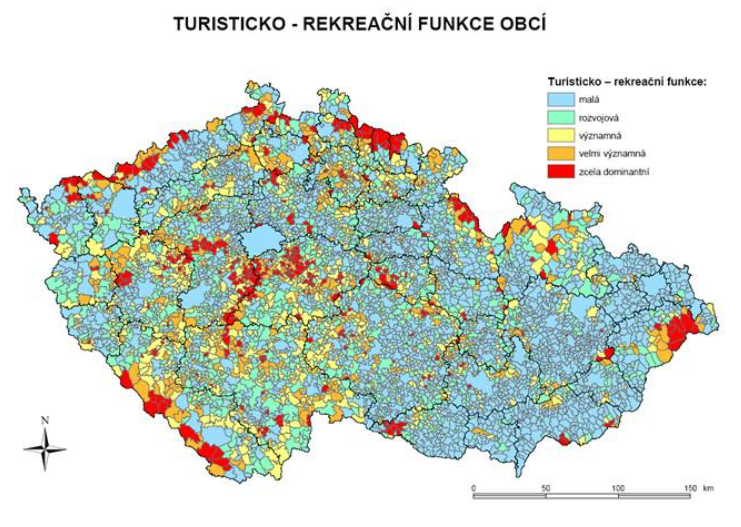 TURISTICKO - REKREAČNÍ FUNKCE OBCÍ
Turisticko – rekreační funkce:
malá
rozvojová
významná
velmi významná
zcela dominantní
N
0 50 100 150 km